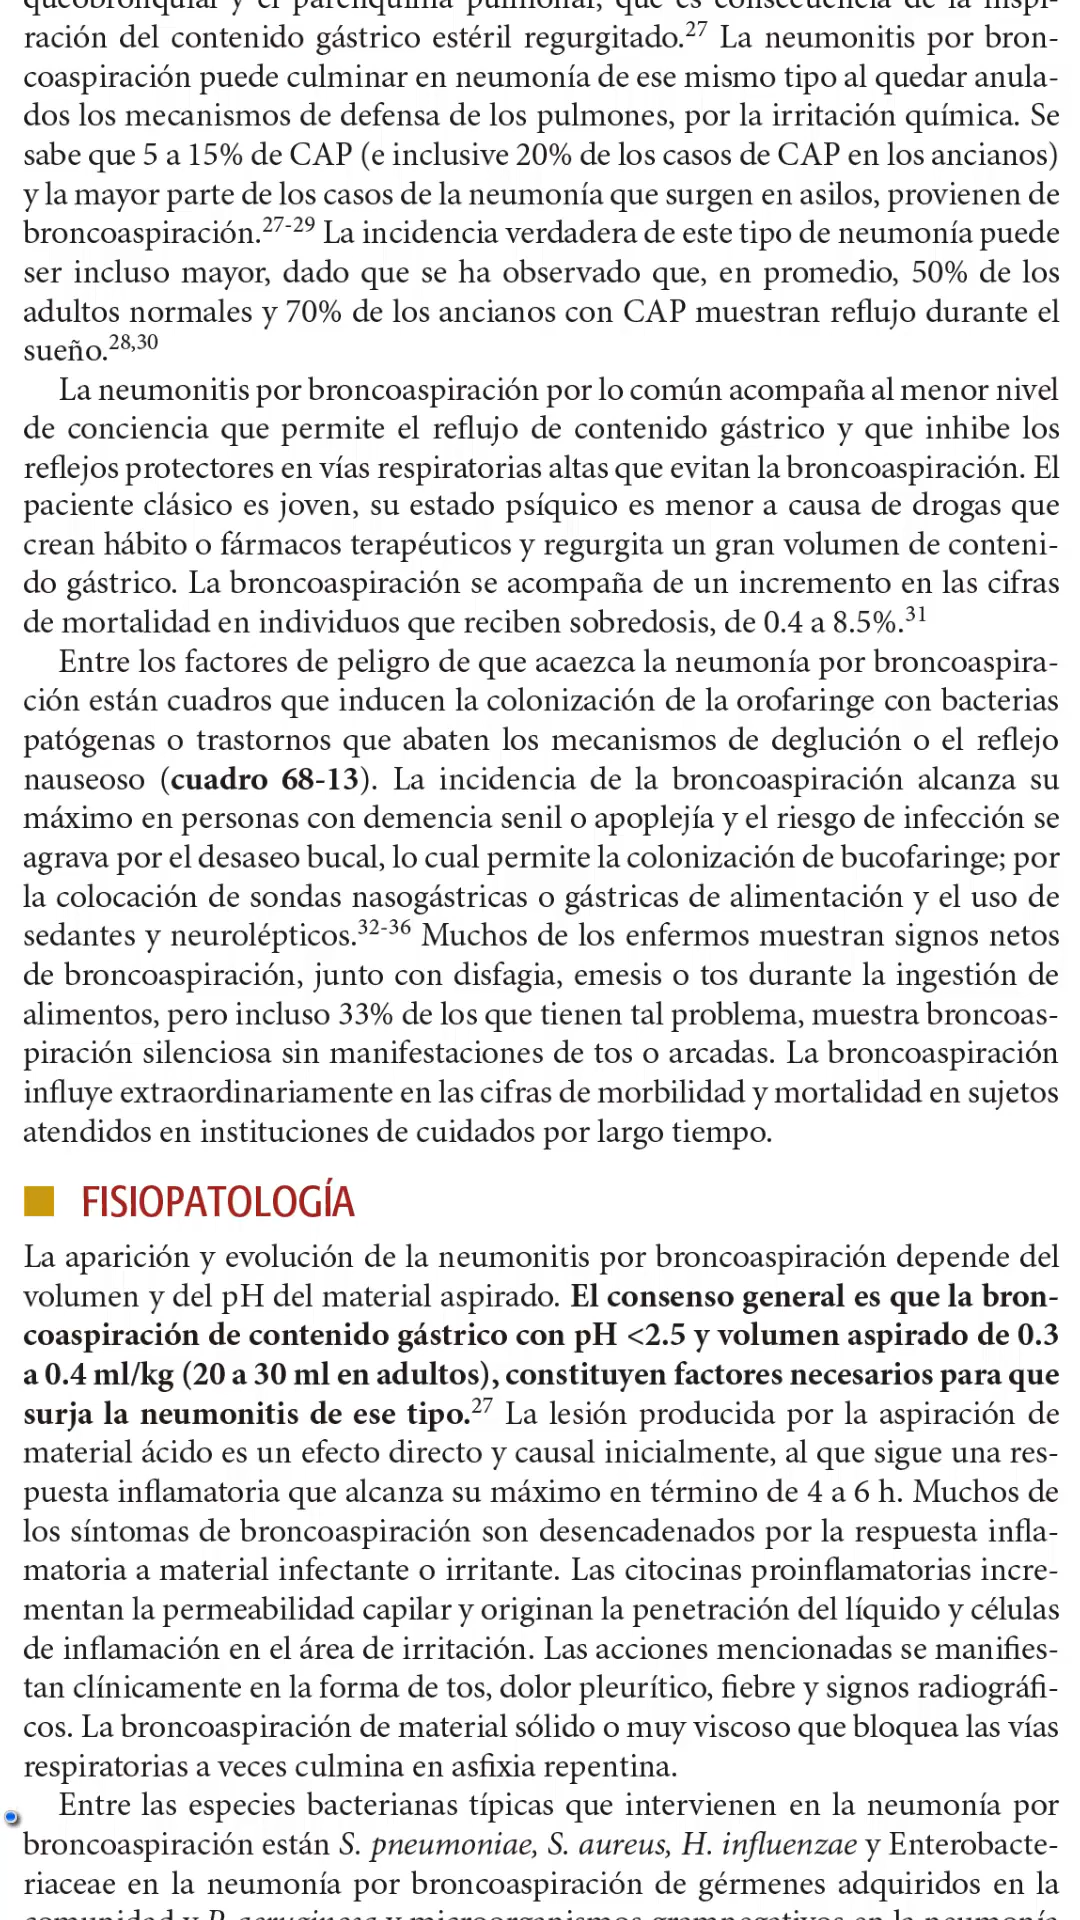 queobronquial y el parénquima pulmonar, que es consecuencia de la inspi-
ración del contenido gástrico estéril regurgitado.27 La neumonitis por bron-
coaspiración puede culminar en neumonía de ese mismo tipo al quedar anula-
dos los mecanismos de defensa de los pulmones, por la irritación química. Se
sabe que 5 a 15% de CAP (e inclusive 20% de los casos de CAP en los ancianos)
y la mayor parte de los casos de la neumonía que surgen en asilos, provienen de
broncoaspiración.27-29 La incidencia verdadera de este tipo de neumonía puede
ser incluso mayor, dado que se ha observado que, en promedio, 50% de los
adultos normales y 70% de los ancianos con CAP muestran reflujo durante el
sueño.28,30
La neumonitis por broncoaspiración por lo común acompaña al menor nivel
de conciencia que permite el reflujo de contenido gástrico y que inhibe los
reflejos protectores en vías respiratorias altas que evitan la broncoaspiración. El
paciente clásico es joven, su estado psíquico es menor a causa de drogas que
crean hábito o fármacos terapéuticos y regurgita un gran volumen de conteni-
do gástrico. La broncoaspiración se acompaña de un incremento en las cifras
de mortalidad en individuos que reciben sobredosis, de 0.4 a 8.5%.31
Entre los factores de peligro de que acaezca la neumonía por broncoaspira-
ción están cuadros que inducen la colonización de la orofaringe con bacterias
patógenas o trastornos que abaten los mecanismos de deglución o el reflejo
nauseoso (cuadro 68-13). La incidencia de la broncoaspiración alcanza su
máximo en personas con demencia senil o apoplejía y el riesgo de infección se
agrava por el desaseo bucal, lo cual permite la colonización de bucofaringe; por
la colocación de sondas nasogástricas o gástricas de alimentación y el uso de
sedantes y neurolépticos.32-36 Muchos de los enfermos muestran signos netos
de broncoaspiración, junto con disfagia, emesis o tos durante la ingestión de
alimentos, pero incluso 33% de los que tienen tal problema, muestra broncoas-
piración silenciosa sin manifestaciones de tos o arcadas. La broncoaspiración
influye extraordinariamente en las cifras de morbilidad y mortalidad en sujetos
atendidos en instituciones de cuidados por largo tiempo.
FISIOPATOLOGÍA
La aparición y evolución de la neumonitis por broncoaspiración depende del
volumen y del pH del material aspirado. El consenso general es que la bron-
coaspiración de contenido gástrico con pH <2.5 y volumen aspirado de 0.3
a 0.4 ml/kg (20 a 30 ml en adultos), constituyen factores necesarios para que
surja la neumonitis de ese tipo.27 La lesión producida por la aspiración de
material ácido es un efecto directo y causal inicialmente, al que sigue una res-
puesta inflamatoria que alcanza su máximo en término de 4 a 6 h. Muchos de
los síntomas de broncoaspiración son desencadenados por la respuesta infla-
matoria a material infectante o irritante. Las citocinas proinflamatorias incre-
mentan la permeabilidad capilar y originan la penetración del líquido y células
de inflamación en el área de irritación. Las acciones mencionadas se manifies-
tan clínicamente en la forma de tos, dolor pleurítico, fiebre y signos radiográfi-
cos. La broncoaspiración de material sólido o muy viscoso que bloquea las vías
respiratorias a veces culmina en asfixia repentina.
Entre las especies bacterianas típicas que intervienen en la neumonía por
broncoaspiración están S. pneumoniae, S. aureus, H. influenzae y Enterobacte-
riaceae en la neumonía por broncoaspiración de gérmenes adquiridos en la
comunidad y P. aeruginosa y microorganismos gramnegativos en la neumonía